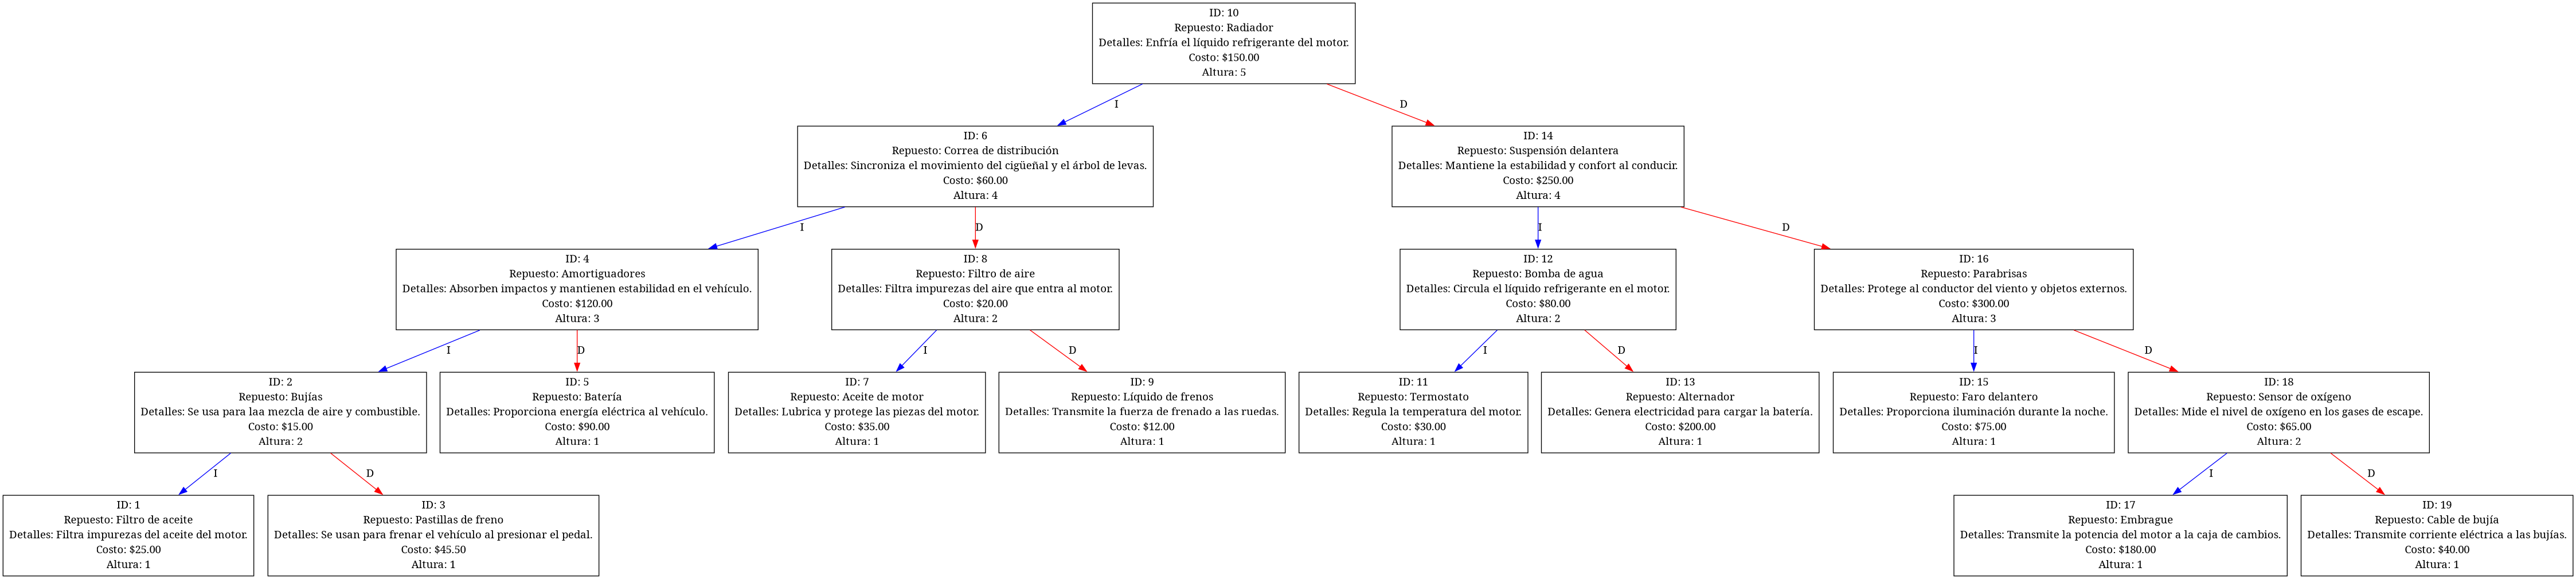 ID: 10
Repuesto: Radiador
Detalles: Enfría el líquido refrigerante del motor.
Costo: $150.00
Altura: 5
I
D
ID: 6
Repuesto: Correa de distribución
Detalles: Sincroniza el movimiento del cigüeñal y el árbol de levas.
Costo: $60.00
Altura: 4
ID: 14
Repuesto: Suspensión delantera
Detalles: Mantiene la estabilidad y confort al conducir.
Costo: $250.00
Altura: 4
I
D
I
D
ID: 4
Repuesto: Amortiguadores
Detalles: Absorben impactos y mantienen estabilidad en el vehículo.
Costo: $120.00
Altura: 3
ID: 8
Repuesto: Filtro de aire
Detalles: Filtra impurezas del aire que entra al motor.
Costo: $20.00
Altura: 2
ID: 12
Repuesto: Bomba de agua
Detalles: Circula el líquido refrigerante en el motor.
Costo: $80.00
Altura: 2
ID: 16
Repuesto: Parabrisas
Detalles: Protege al conductor del viento y objetos externos.
Costo: $300.00
Altura: 3
I
D
I
D
I
D
I
D
ID: 2
Repuesto: Bujías
Detalles: Se usa para laa mezcla de aire y combustible.
Costo: $15.00
Altura: 2
ID: 5
Repuesto: Batería
Detalles: Proporciona energía eléctrica al vehículo.
Costo: $90.00
Altura: 1
ID: 7
Repuesto: Aceite de motor
Detalles: Lubrica y protege las piezas del motor.
Costo: $35.00
Altura: 1
ID: 9
Repuesto: Líquido de frenos
Detalles: Transmite la fuerza de frenado a las ruedas.
Costo: $12.00
Altura: 1
ID: 11
Repuesto: Termostato
Detalles: Regula la temperatura del motor.
Costo: $30.00
Altura: 1
ID: 13
Repuesto: Alternador
Detalles: Genera electricidad para cargar la batería.
Costo: $200.00
Altura: 1
ID: 15
Repuesto: Faro delantero
Detalles: Proporciona iluminación durante la noche.
Costo: $75.00
Altura: 1
ID: 18
Repuesto: Sensor de oxígeno
Detalles: Mide el nivel de oxígeno en los gases de escape.
Costo: $65.00
Altura: 2
I
D
I
D
ID: 1
Repuesto: Filtro de aceite
Detalles: Filtra impurezas del aceite del motor.
Costo: $25.00
Altura: 1
ID: 3
Repuesto: Pastillas de freno
Detalles: Se usan para frenar el vehículo al presionar el pedal.
Costo: $45.50
Altura: 1
ID: 17
Repuesto: Embrague
Detalles: Transmite la potencia del motor a la caja de cambios.
Costo: $180.00
Altura: 1
ID: 19
Repuesto: Cable de bujía
Detalles: Transmite corriente eléctrica a las bujías.
Costo: $40.00
Altura: 1